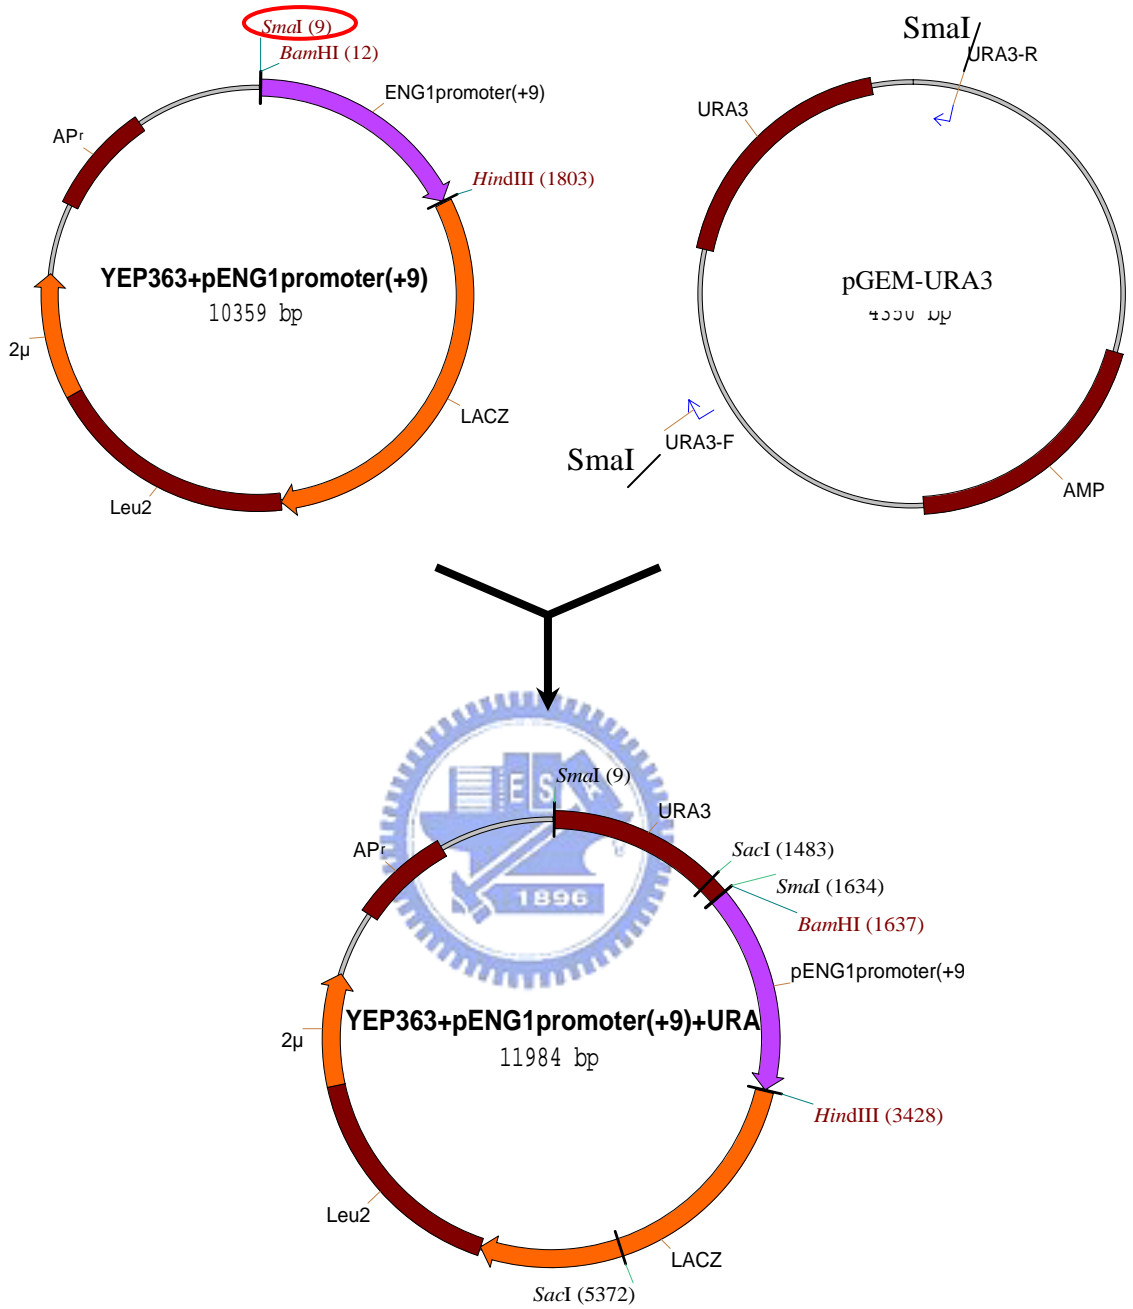 SmaI (9)
BamHI (12)
ENG1promoter(+9)
APr
HindIII (1803)
YEP363+pENG1promoter(+9)
10359 bp
2µ
LACZ
Leu2
SmaI
URA3-R
URA3
pGEM-URA3
bp
URA3-F
SmaI
AMP
SmaI (9)
URA3
SacI (1483)
APr
SmaI (1634)
1896
BamHI (1637)
pENG1promoter(+9
YEP363+pENG1promoter(+9)+URA
2µ
11984 bp
HindIII (3428)
Leu2
LACZ
SacI (5372)